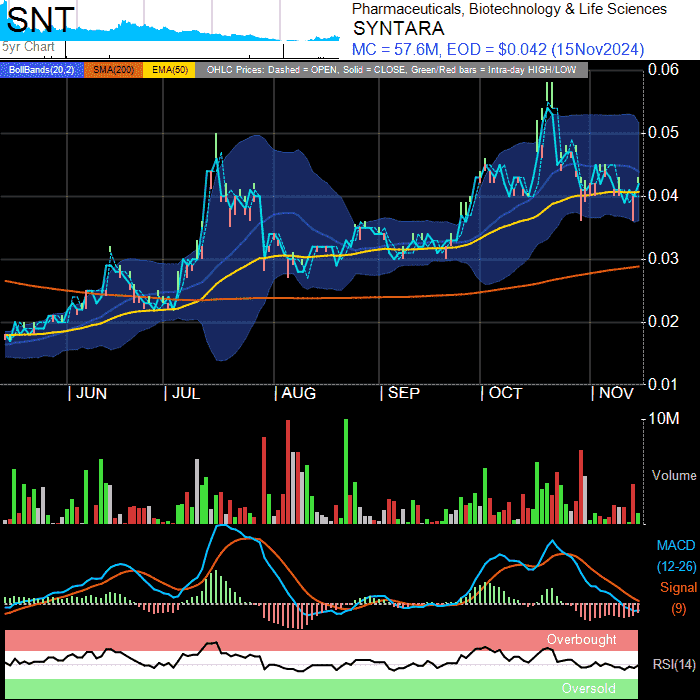 SNT
5yr Chart
Pharmaceuticals, Biotechnology & Life Sciences
SYNTARA
MC = 57.6M, EOD = $0.042 (15Nov2024)
BollBands(20,2) SMA(200) EMA(50) OHLC Prices: Dashed = OPEN, Solid = CLOSE, Green/Red bars = Intra-day HIGH/LOW
0.06
0.05
0.04
0.03
0.02
0.01
| JUN | JUL | AUG | SEP | OCT | NOV
10M
Volume
MACD
(12-26)
Signal
(9)
Overbought
RSI(14)
Oversold